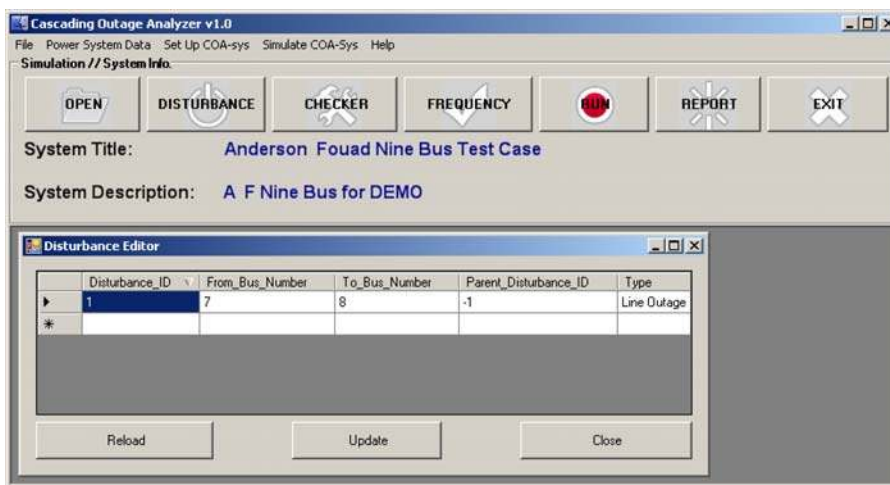 Cascading Outage Analyzer v1.0
File Power System Data Set Up COA-sys Simulate COA-Sys Help
Simulation // System Info.
OPEN DISTURBANCE CHECKER FREQUENCY RUN REPORT EXIT
System Title: Anderson Fouad Nine Bus Test Case
System Description: A F Nine Bus for DEMO
Disturbance Editor
Disturbance_ID From_Bus_Number To_Bus_Number Parent_Disturbance_ID Type
1 7 8 -1 Line Outage
Reload Update Close